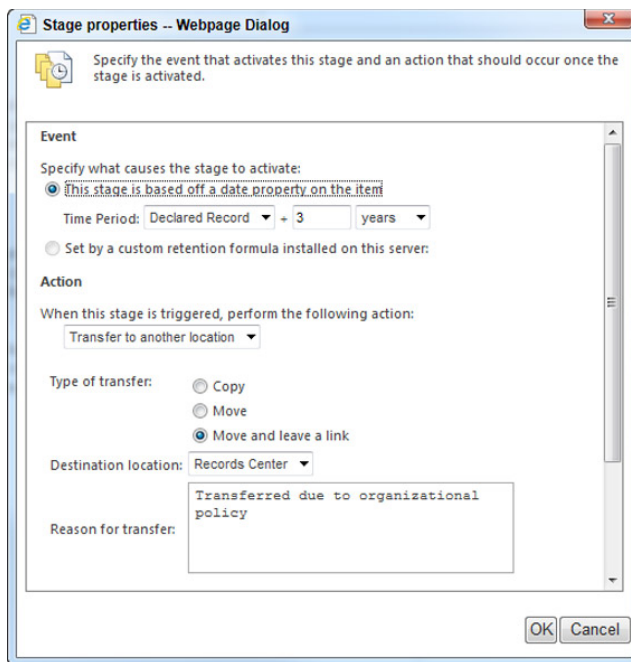 Stage properties -- Webpage Dialog
Specify the event that activates this stage and an action that should occur once the
stage is activated.
Event
Specify what causes the stage to activate:
This stage is based off a date property on the item
Time Period: Declared Record + 3 years
Set by a custom retention formula installed on this server:
Action
When this stage is triggered, perform the following action:
Transfer to another location
Type of transfer: Copy
Move
Move and leave a link
Destination location: Records Center
Transferred due to organizational
policy
Reason for transfer:
OK Cancel